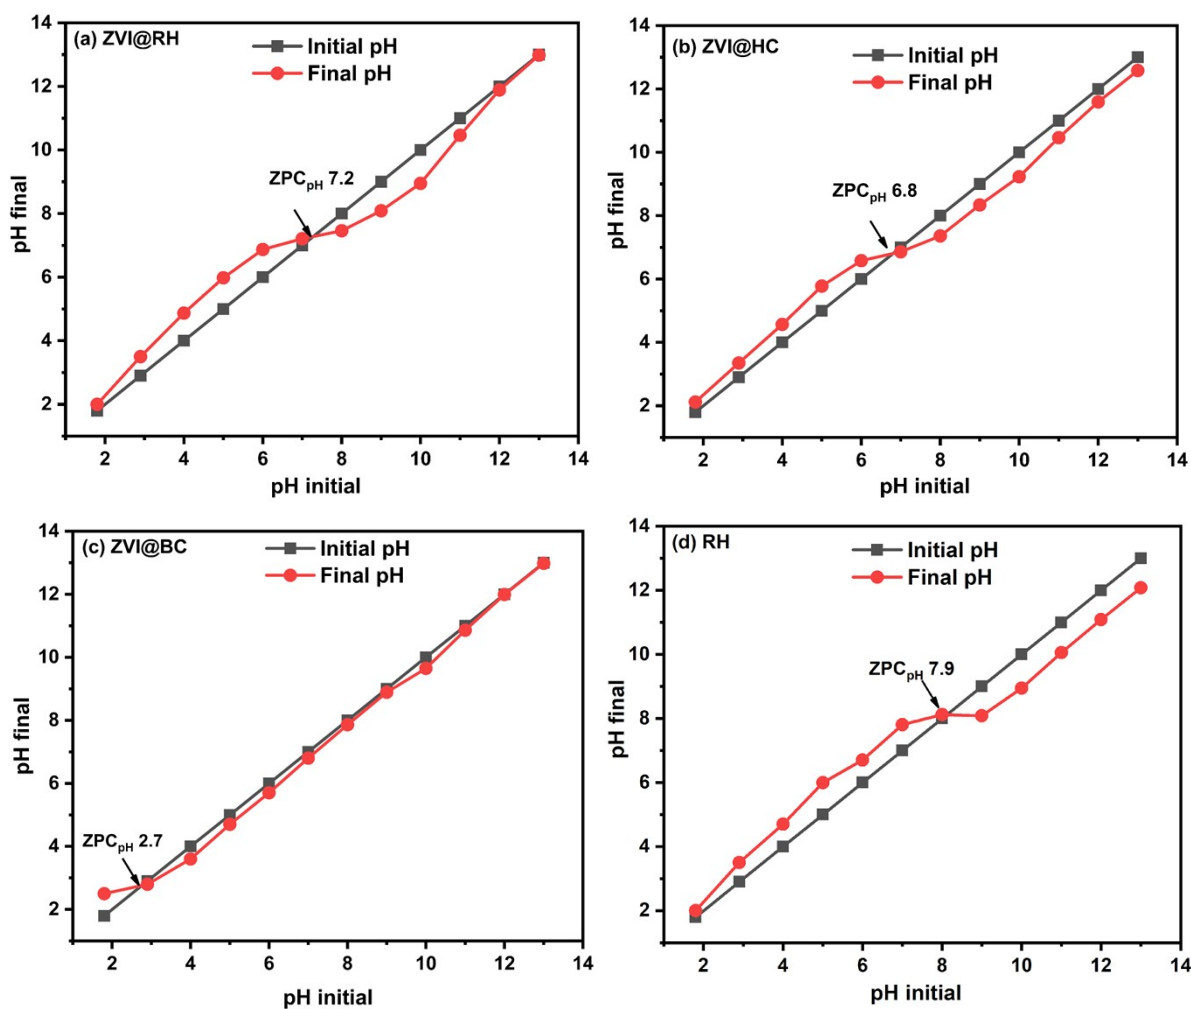 (a) ZVI@RH
Initial pH
Final pH
ZPCpH 7.2
14
12
10
8
6
4
2
pH final
2 4 6 8 10 12 14
pH initial
(b) ZVI@HC
Initial pH
Final pH
ZPCpH 6.8
14
12
10
8
6
4
2
pH final
2 4 6 8 10 12 14
pH initial
(c) ZVI@BC
Initial pH
Final pH
ZPCpH 2.7
14
12
10
8
6
4
2
pH final
2 4 6 8 10 12 14
pH initial
(d) RH
Initial pH
Final pH
ZPCpH 7.9
14
12
10
8
6
4
2
pH final
2 4 6 8 10 12 14
pH initial